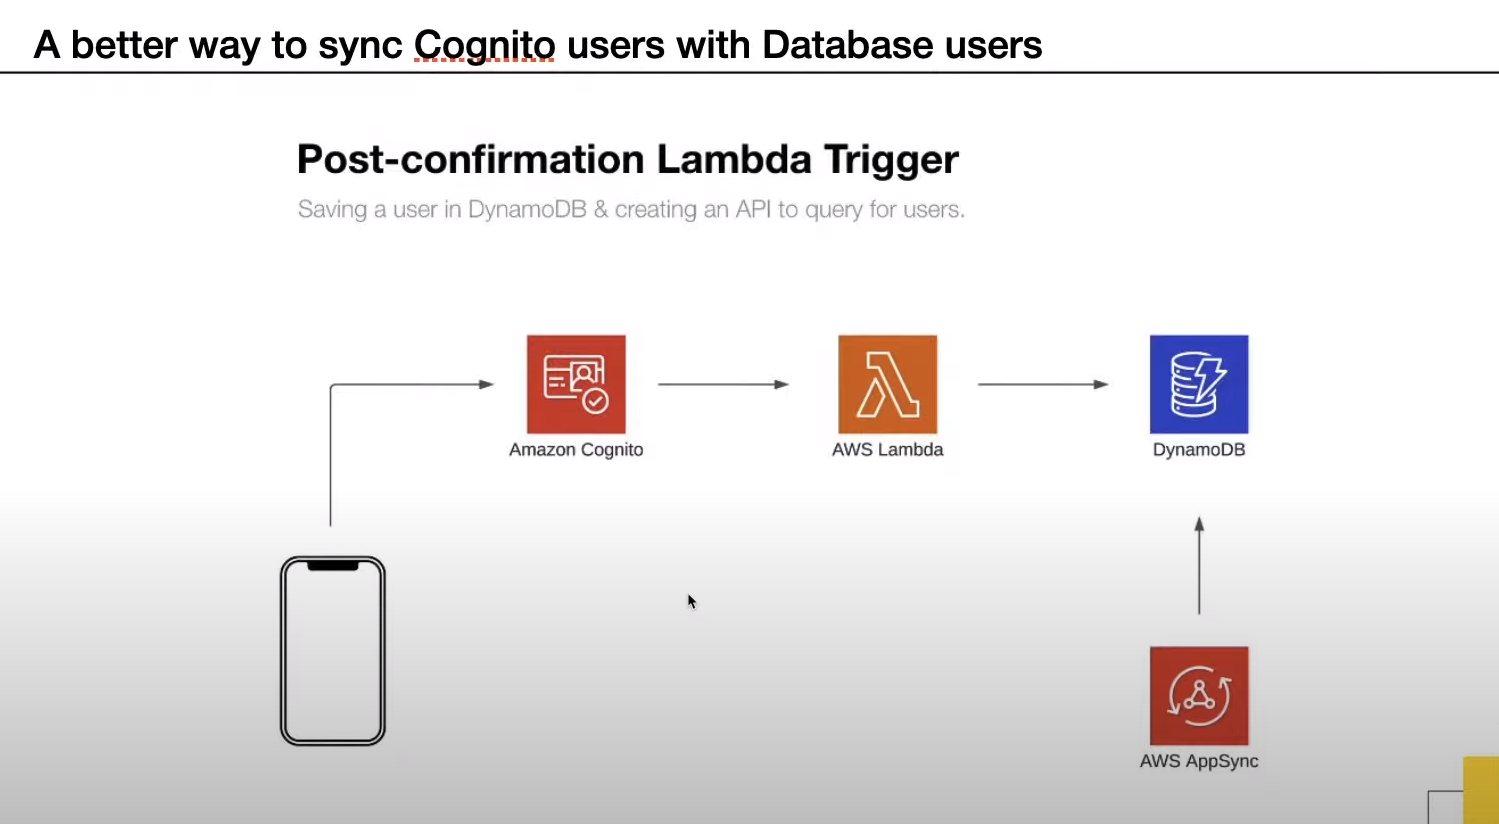 A better way to sync Cognito users with Database users
Post-confirmation Lambda Trigger
Saving a user in DynamoDB & creating an API to query for users.
Amazon Cognito
AWS Lambda
DynamoDB
AWS AppSync